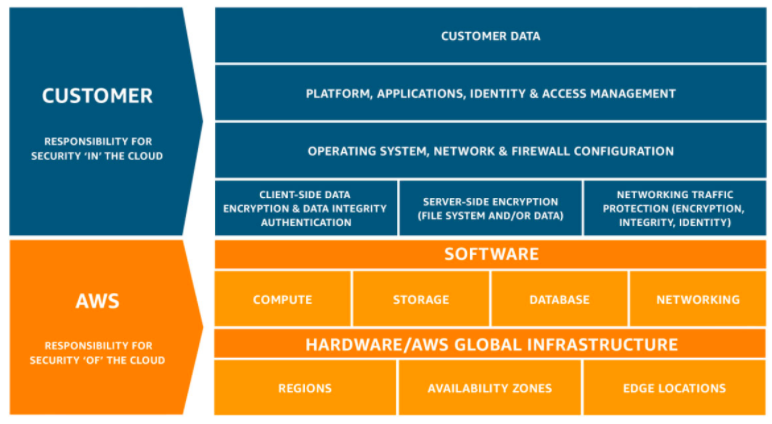 CUSTOMER
RESPONSIBILITY FOR
SECURITY ‘IN’ THE CLOUD
CUSTOMER DATA
PLATFORM, APPLICATIONS, IDENTITY & ACCESS MANAGEMENT
OPERATING SYSTEM, NETWORK & FIREWALL CONFIGURATION
CLIENT-SIDE DATA
ENCRYPTION & DATA INTEGRITY
AUTHENTICATION
SERVER-SIDE ENCRYPTION
(FILE SYSTEM AND/OR DATA)
NETWORKING TRAFFIC
PROTECTION (ENCRYPTION,
INTEGRITY, IDENTITY)
AWS
RESPONSIBILITY FOR
SECURITY ‘OF’ THE CLOUD
SOFTWARE
COMPUTE
STORAGE
DATABASE
NETWORKING
HARDWARE/AWS GLOBAL INFRASTRUCTURE
REGIONS
AVAILABILITY ZONES
EDGE LOCATIONS